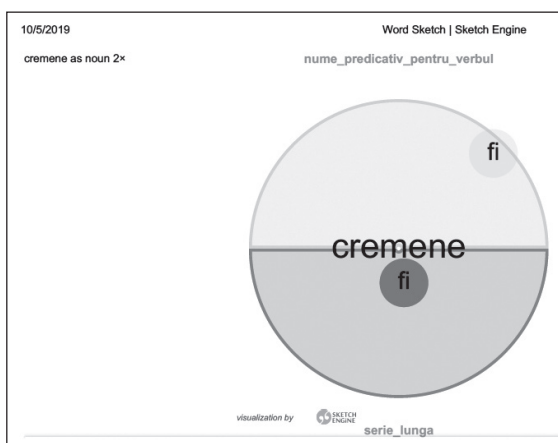 10/5/2019 Word Sketch | Sketch Engine
cremene as noun 2×
nume_predicativ_pentru_verbul
fi
cremene
fi
visualization by SKETCH
ENGINE
serie_lunga